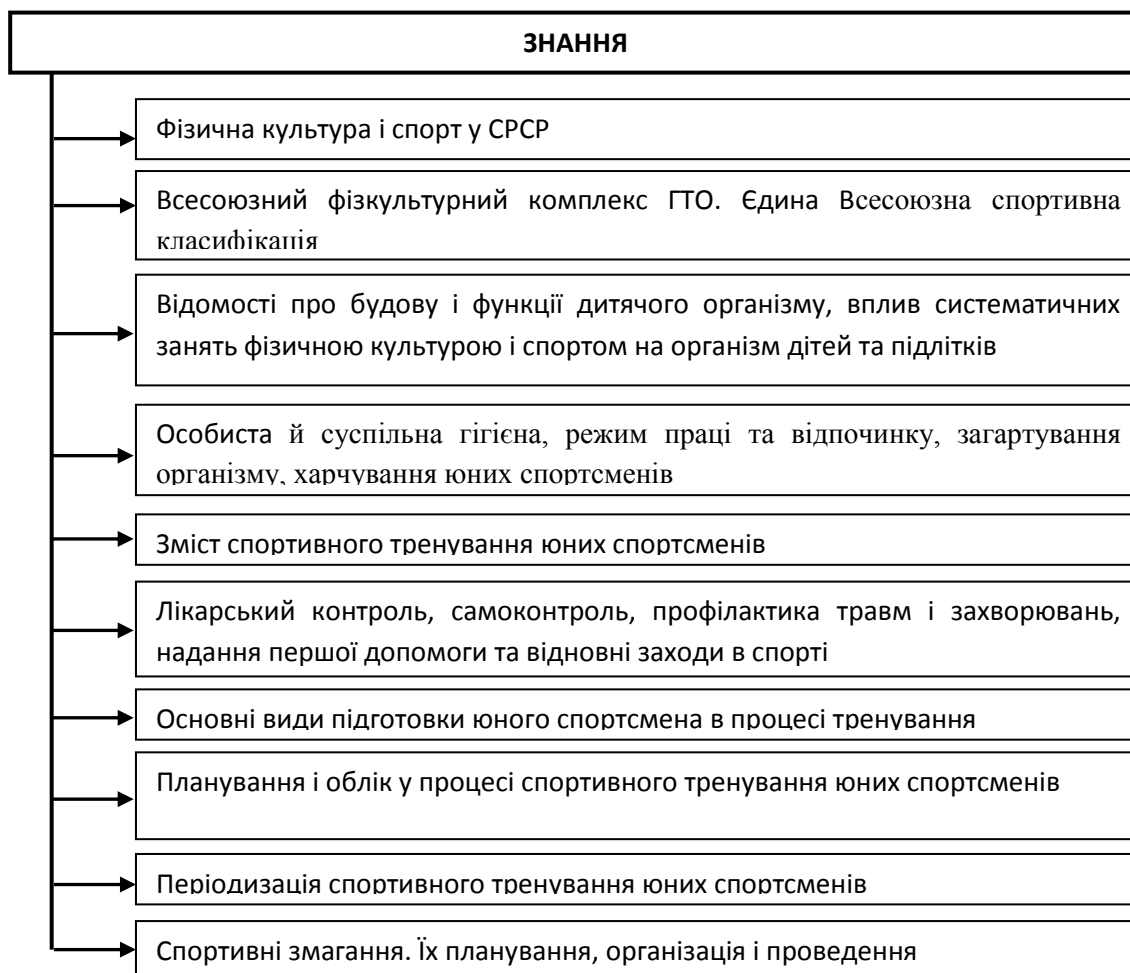 ЗНАННЯ
Фізична культура і спорт у СРСР
Всесоюзний фізкультурний комплекс ГТО. Єдина Всесоюзна спортивна
класифікація
Відомості про будову і функції дитячого організму, вплив систематичних
занять фізичною культурою і спортом на організм дітей та підлітків
Особиста й суспільна гігієна, режим праці та відпочинку, загартування
організму, харчування юних спортсменів
Зміст спортивного тренування юних спортсменів
Лікарський контроль, самоконтроль, профілактика травм і захворювань,
надання першої допомоги та відновні заходи в спорті
Основні види підготовки юного спортсмена в процесі тренування
Планування і облік у процесі спортивного тренування юних спортсменів
Періодизація спортивного тренування юних спортсменів
Спортивні змагання. Їх планування, організація і проведення